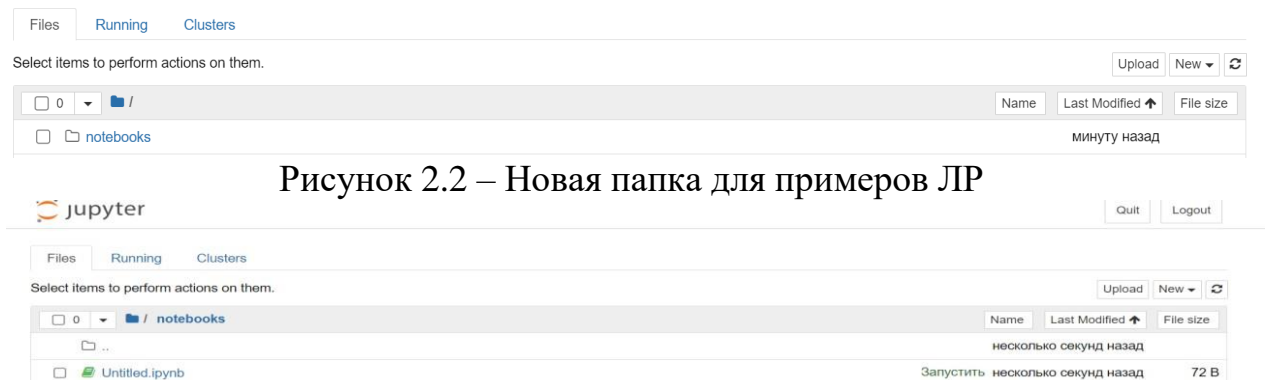 Files Running Clusters
Select items to perform actions on them.
Upload New
0 / Name Last Modified File size
notebooks минуту назад
Рисунок 2.2 – Новая папка для примеров ЛР
jupyter Quit Logout
Files Running Clusters
Select items to perform actions on them.
Upload New
0 / notebooks Name Last Modified File size
.. несколько секунд назад
Untitled.ipynb Запустить несколько секунд назад 72 B